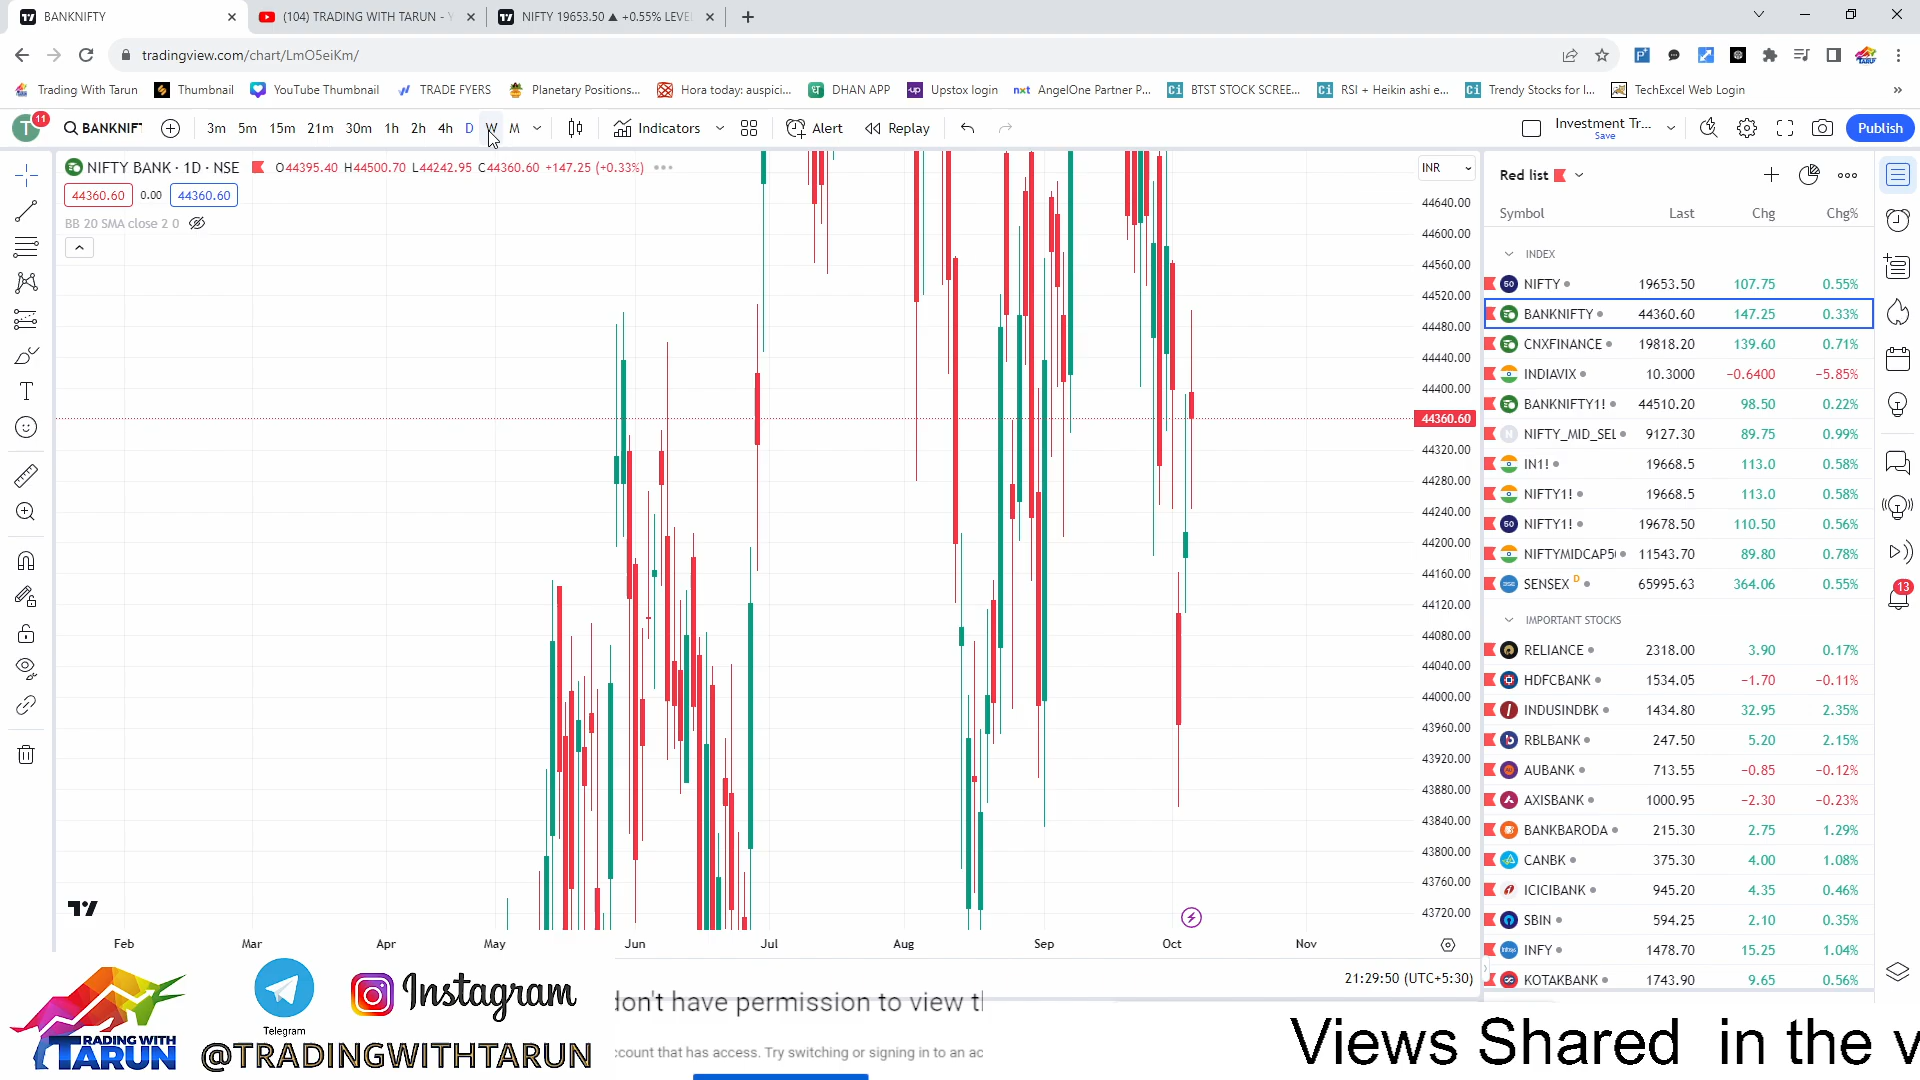 BANKNIFTY
(104) TRADING WITH TARUN - Y
NIFTY 19653.50 ▲ +0.55% LEVE
tradingview.com/chart/LmO5eiKm/
Trading With Tarun
Thumbnail
YouTube Thumbnail
TRADE FYERS
Planetary Positions...
Hora today: auspici...
DHAN APP
Upstox login
AngelOne Partner P...
BTST STOCK SCREE...
RSI + Heikin ashi e...
Trendy Stocks for I...
TechExcel Web Login
T 11
BANKNIF
3m 5m 15m 21m 30m 1h 2h 4h D W M
Indicators
Alert
Replay
Investment Tr...
Save
Publish
NIFTY BANK · 1D · NSE
O44395.40 H44500.70 L44242.95 C44360.60 +147.25 (+0.33%)
44360.60 0.00 44360.60
BB 20 SMA close 2 0
INR
44640.00
44600.00
44560.00
44520.00
44480.00
44440.00
44400.00
44360.60
44320.00
44280.00
44240.00
44200.00
44160.00
44120.00
44080.00
44040.00
44000.00
43960.00
43920.00
43880.00
43840.00
43800.00
43760.00
43720.00
Feb Mar Apr May Jun Jul Aug Sep Oct Nov
21:29:50 (UTC+5:30)
Red list
Symbol Last Chg Chg%
INDEX
NIFTY 19653.50 107.75 0.55%
BANKNIFTY 44360.60 147.25 0.33%
CNXFINANCE 19818.20 139.60 0.71%
INDIAVIX 10.3000 −0.6400 −5.85%
BANKNIFTY1! 44510.20 98.50 0.22%
NIFTY_MID_SEL 9127.30 89.75 0.99%
IN1! 19668.5 113.0 0.58%
NIFTY1! 19668.5 113.0 0.58%
NIFTY1! 19678.50 110.50 0.56%
NIFTYMIDCAP5 11543.70 89.80 0.78%
SENSEX D 65995.63 364.06 0.55%
IMPORTANT STOCKS
RELIANCE 2318.00 3.90 0.17%
HDFCBANK 1534.05 −1.70 −0.11%
INDUSINDBK 1434.80 32.95 2.35%
RBLBANK 247.50 5.20 2.15%
AUBANK 713.55 −0.85 −0.12%
AXISBANK 1000.95 −2.30 −0.23%
BANKBARODA 215.30 2.75 1.29%
CANBK 375.30 4.00 1.08%
ICICIBANK 945.20 4.35 0.46%
SBIN 594.25 2.10 0.35%
INFY 1478.70 15.25 1.04%
KOTAKBANK 1743.90 9.65 0.56%
13
TRADING WITH
TARUN
Telegram
Instagram
@TRADINGWITHTARUN
don't have permission to view tl
ccount that has access. Try switching or signing in to an ac
Views Shared in the v